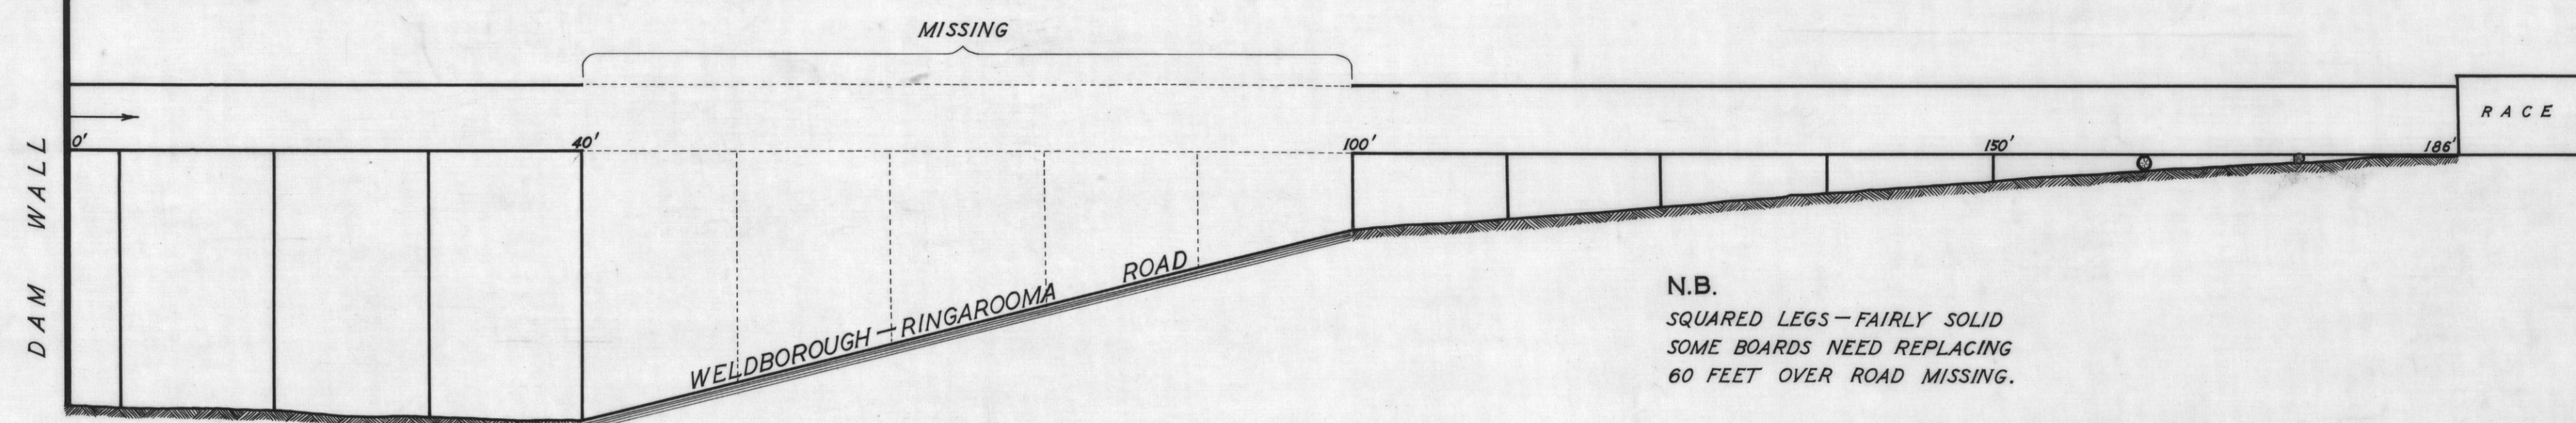 MISSING
RACE
0'
40'
100'
150'
186'
DAM WALL
WELDBOROUGH—RINGAROOMA ROAD
N.B.
SQUARED LEGS—FAIRLY SOLID
SOME BOARDS NEED REPLACING
60 FEET OVER ROAD MISSING.